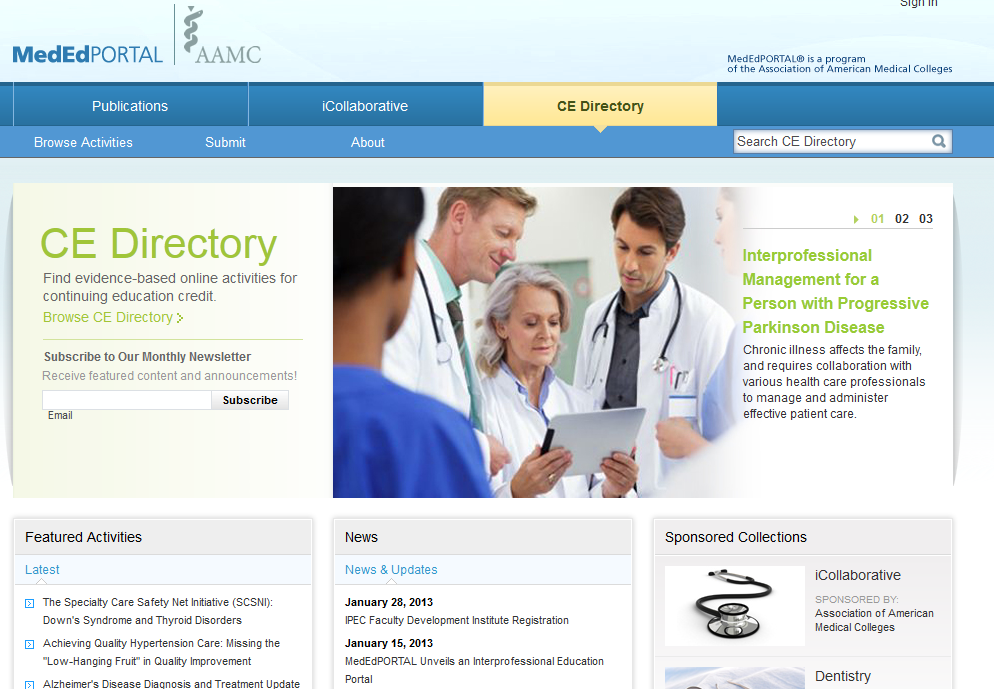 Sign In
MedEdPORTAL
AAMC
MedEdPORTAL® is a program
of the Association of American Medical Colleges
Publications
iCollaborative
CE Directory
Browse Activities
Submit
About
Search CE Directory
CE Directory
Find evidence-based online activities for
continuing education credit.
Browse CE Directory
Subscribe to Our Monthly Newsletter
Receive featured content and announcements!
Subscribe
Email
01 02 03
Interprofessional
Management for a
Person with Progressive
Parkinson Disease
Chronic illness affects the family,
and requires collaboration with
various health care professionals
to manage and administer
effective patient care.
Featured Activities
Latest
The Specialty Care Safety Net Initiative (SCSNI):
Down's Syndrome and Thyroid Disorders
Achieving Quality Hypertension Care: Missing the
"Low-Hanging Fruit" in Quality Improvement
Alzheimer's Disease Diagnosis and Treatment Update
News
News & Updates
January 28, 2013
IPEC Faculty Development Institute Registration
January 15, 2013
MedEdPORTAL Unveils an Interprofessional Education
Portal
Sponsored Collections
iCollaborative
SPONSORED BY:
Association of American
Medical Colleges
Dentistry